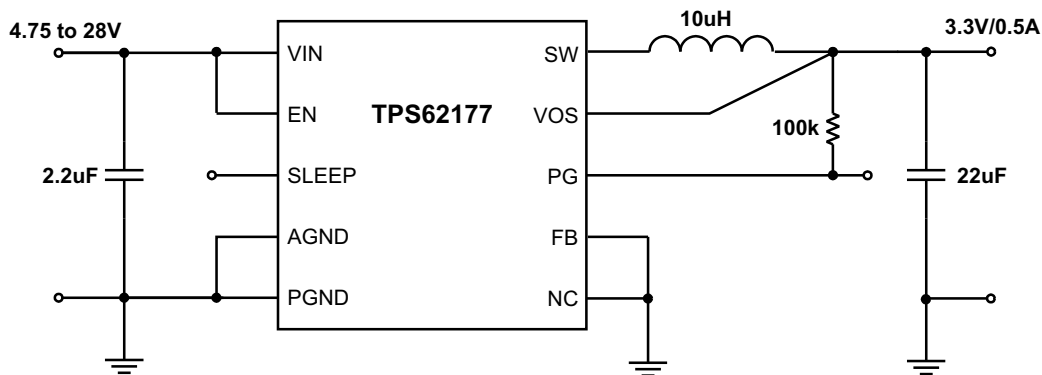 4.75 to 28V
10uH
3.3V/0.5A
VIN
SW
EN
TPS62177
VOS
100k
2.2uF
SLEEP
PG
22uF
AGND
FB
PGND
NC